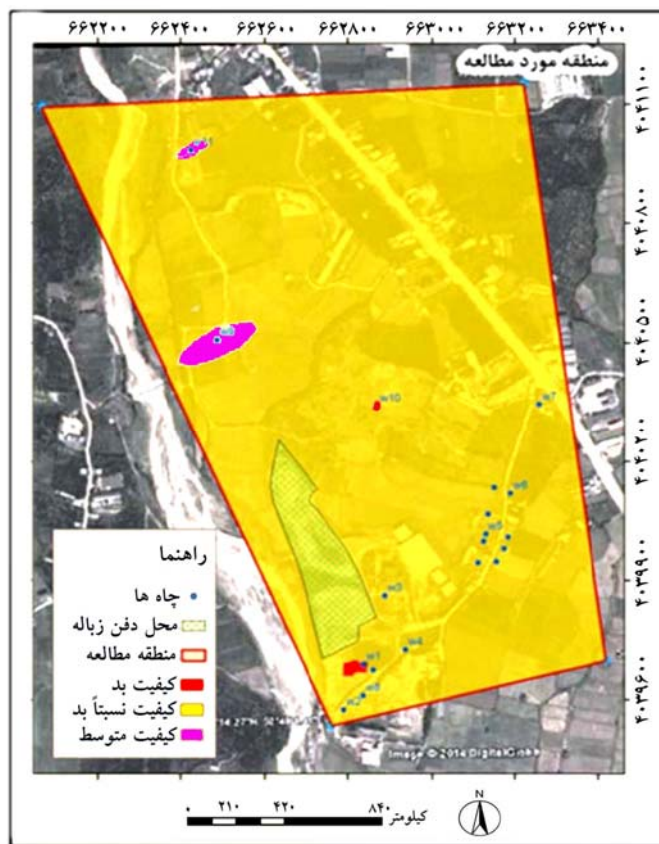 ۶۶۲۲۰۰ ۶۶۲۴۰۰ ۶۶۲۶۰۰ ۶۶۲۸۰۰ ۶۶۳۰۰۰ ۶۶۳۲۰۰ ۶۶۳۴۰۰
منطقه مورد مطالعه
۴۰۴۱۱۰۰
۴۰۴۰۸۰۰
۴۰۴۰۵۰۰
w10
w7
۴۰۴۰۲۰۰
w6
w5
۴۰۳۹۹۰۰
w3
w4
w1
w2
۴۰۳۹۶۰۰
راهنما
چاه ها
محل دفن زباله
منطقه مطالعه
کیفیت بد
کیفیت نسبتاً بد
کیفیت متوسط
Image © 2014 DigitalGlobe
۰ ۲۱۰ ۴۲۰ ۸۴۰
کیلومتر
N